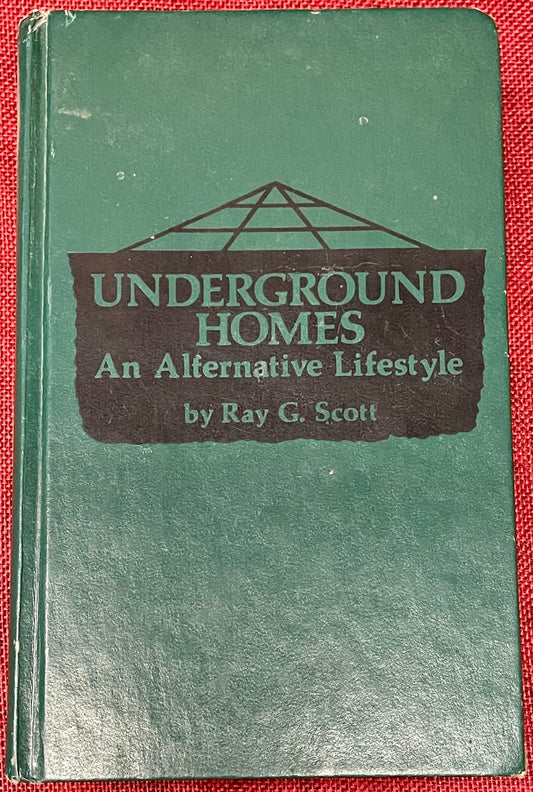 UNDERGROUND
HOMES
An Alternative Lifestyle
by Ray G. Scott